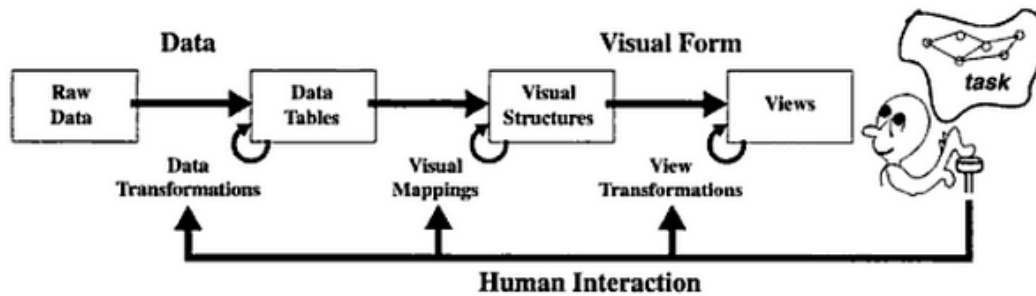 Data
Visual Form
Raw
Data
Data
Tables
Visual
Structures
Views
task
Data
Transformations
Visual
Mappings
View
Transformations
Human Interaction